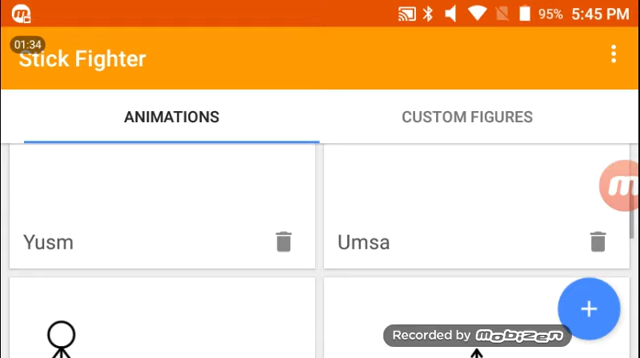 95% 5:45 PM
01:34
Stick Fighter
ANIMATIONS CUSTOM FIGURES
Yusm Umsa
Recorded by mobizen